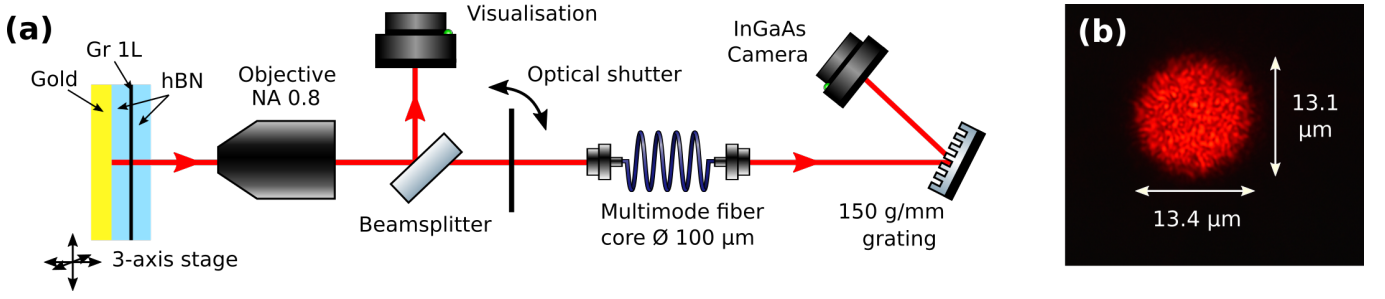 (a)
Visualisation
InGaAs
Camera
Gr 1L
Gold
hBN
Objective
NA 0.8
Optical shutter
Beamsplitter
Multimode fiber
core Ø 100 μm
150 g/mm
grating
3-axis stage
(b)
13.1
μm
13.4 μm